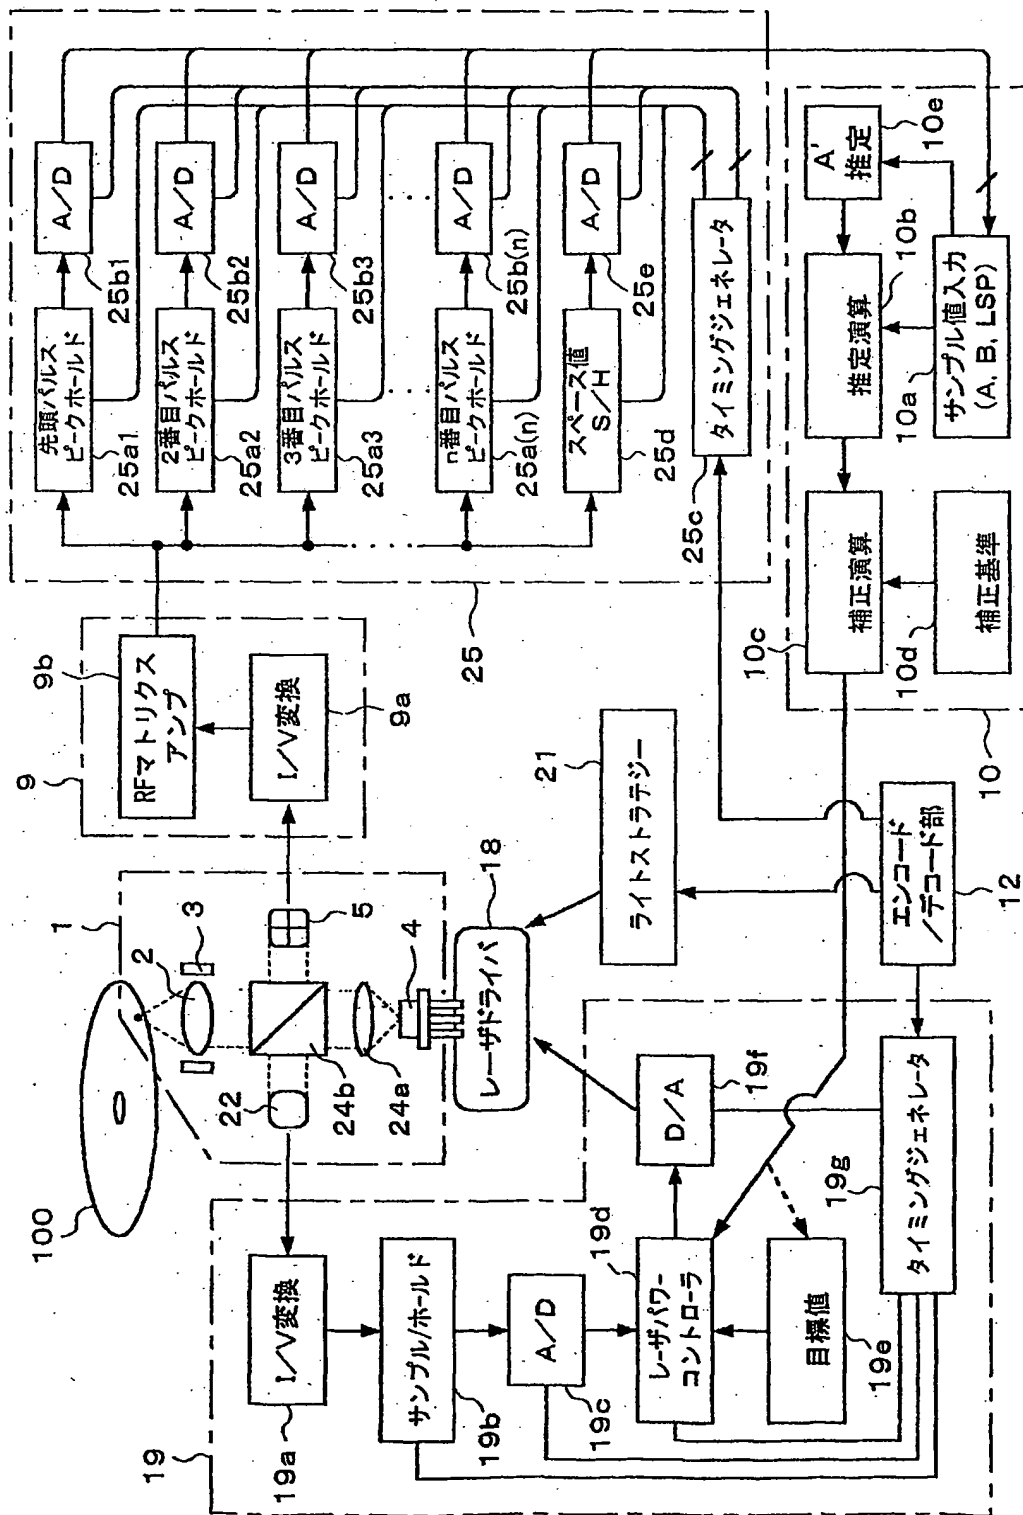 100
1
2
3
22
24b
24a
5
4
18
レーザドライバ
9
9b
RFマトリクス
アンプ
I/V変換
9a
25
先頭パルス
ピークホールド
25a1
A/D
25b1
2番目パルス
ピークホールド
25a2
A/D
25b2
3番目パルス
ピークホールド
25a3
A/D
25b3
n番目パルス
ピークホールド
25a(n)
A/D
25b(n)
スペース値
S/H
25d
A/D
25e
25c
タイミングジェネレータ
19
I/V変換
19a
サンプル/ホールド
19b
A/D
19c
19d
レーザパワー
コントローラ
D/A
19f
目標値
19e
19g
タイミングジェネレータ
21
ライトストラテジー
エンコード
/デコード部
12
10
10c
補正演算
10d
補正基準
推定演算
10b
A'
推定
10e
10a
サンプル値入力
(A, B, LSP)